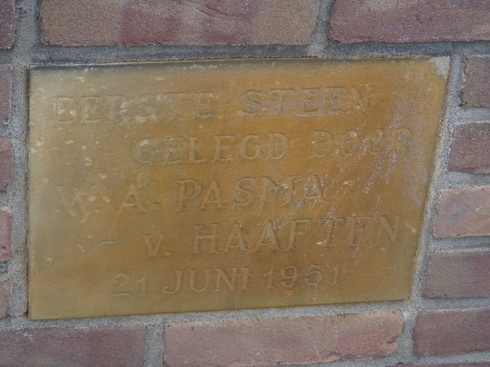 EERSTE STEEN
GELEGD DOOR
W. A. PASMA -
- v. HAAFTEN
21 JUNI 1951